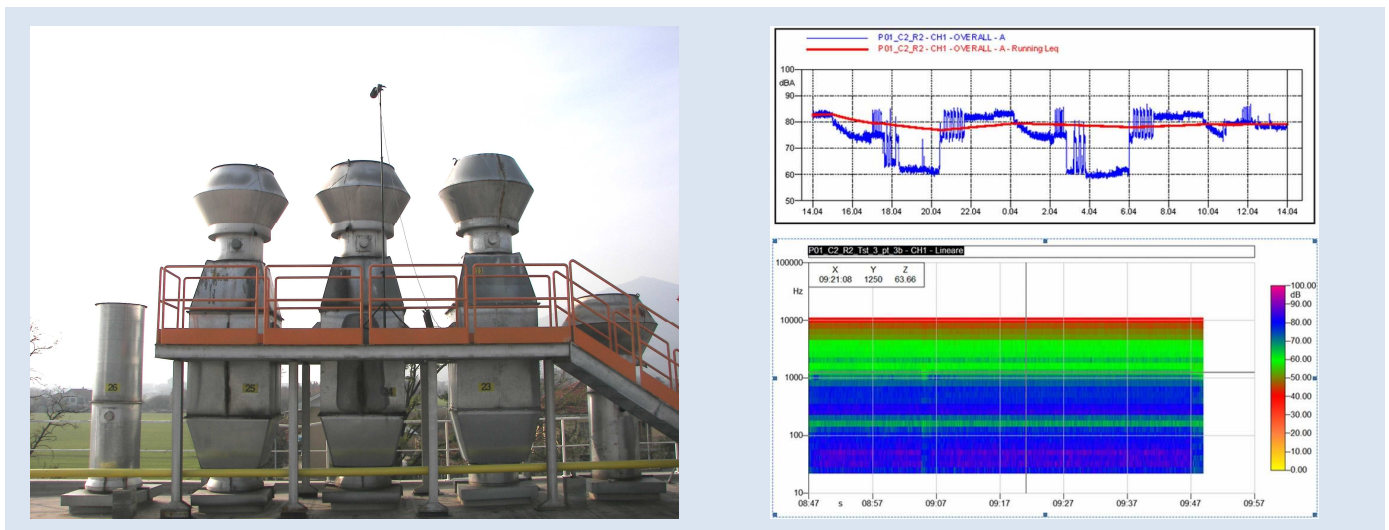 26
25
24
23
P01_C2_R2 - CH1 - OVERALL - A
P01_C2_R2 - CH1 - OVERALL - A - Running Leq
100
dBA
90
80
70
60
50
14.04 16.04 18.04 20.04 22.04 0.04 2.04 4.04 6.04 8.04 10.04 12.04 14.04
P01_C2_R2_Tst_3_pt_3b - CH1 - Lineare
X Y Z
09:21:08 1250 63.66
100000
Hz
10000
1000
100
10
08:47 s 08:57 09:07 09:17 09:27 09:37 09:47 09:57
100.00
dB
90.00
80.00
70.00
60.00
50.00
40.00
30.00
20.00
10.00
0.00